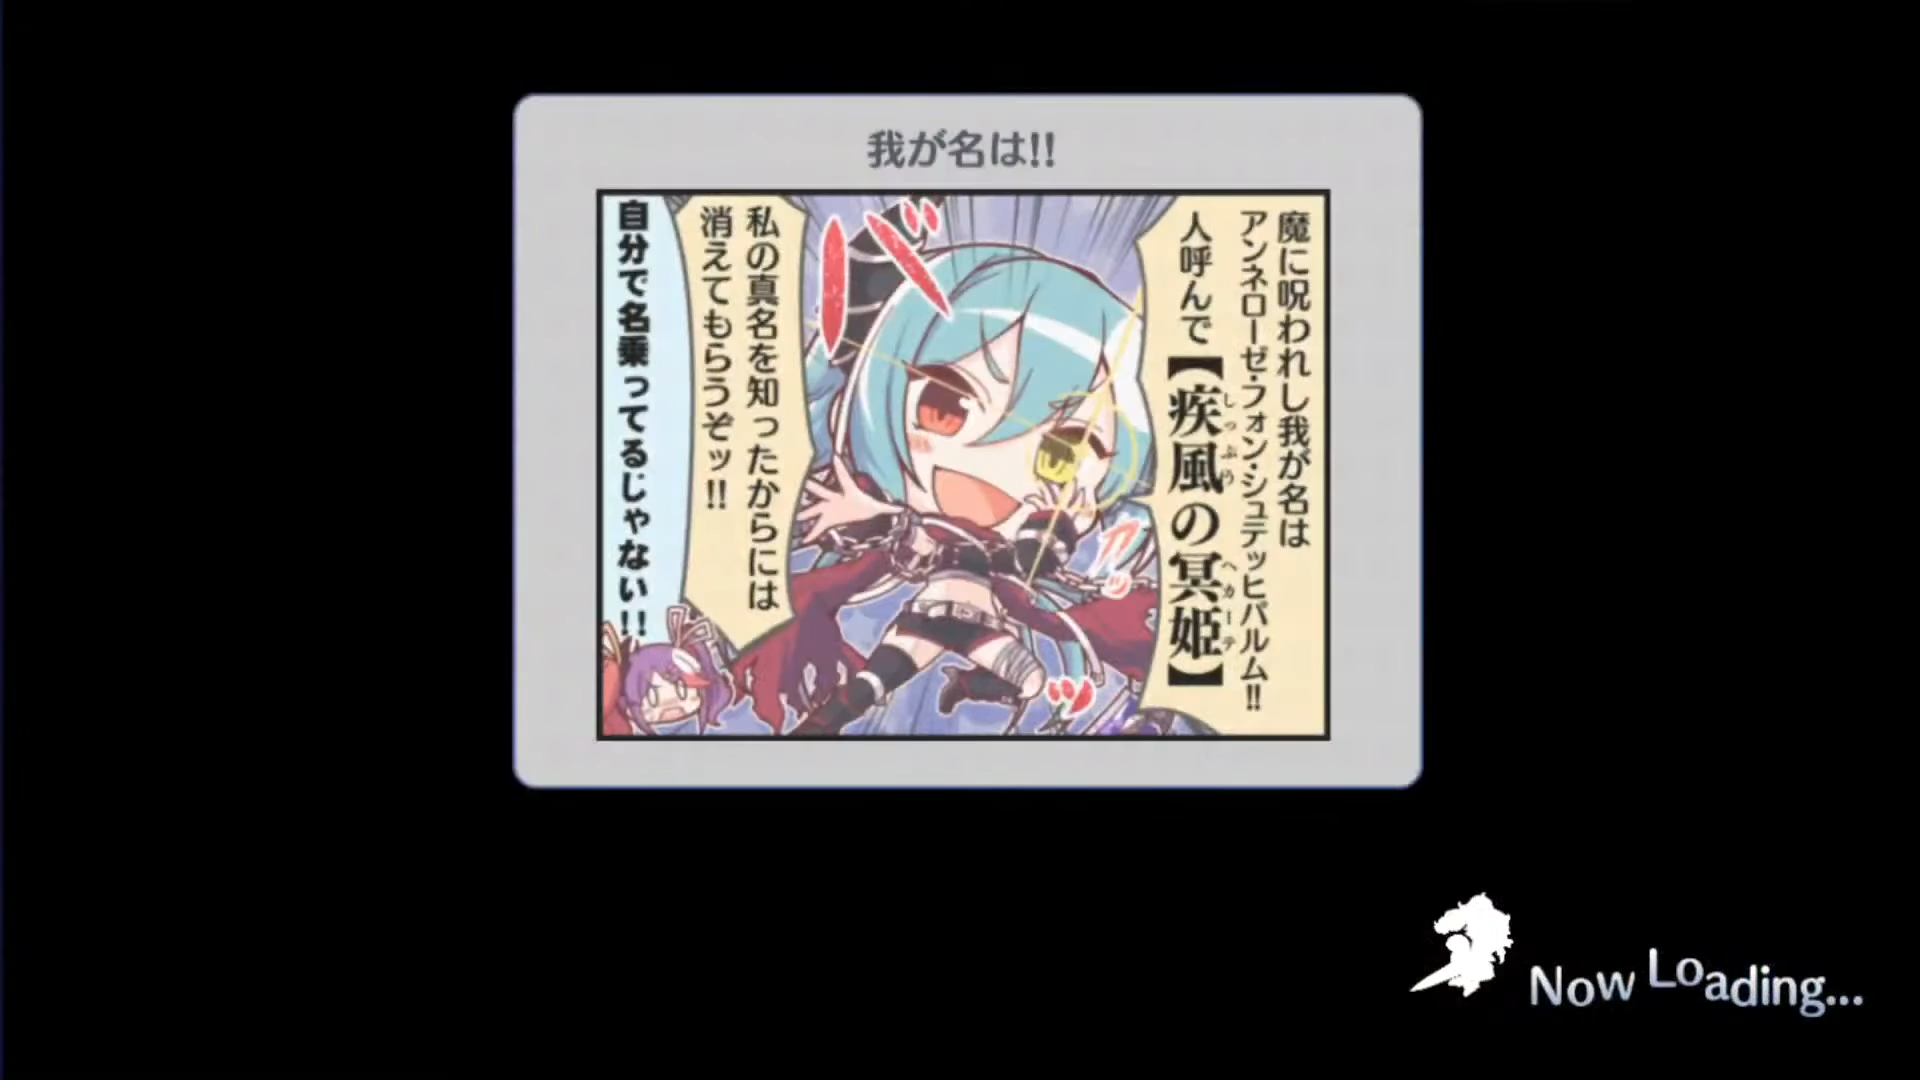 我が名は!!
魔に呪われし我が名は
アンネローゼ・フォン・シュテッヒパルム!!
人呼んで【疾風の冥姫】
しっぷう
ヘカーテ
バ
ァ
ッ
ッ
私の真名を知ったからには
消えてもらうぞッ!!
自分で名乗ってるじゃない!!
Now Loading...